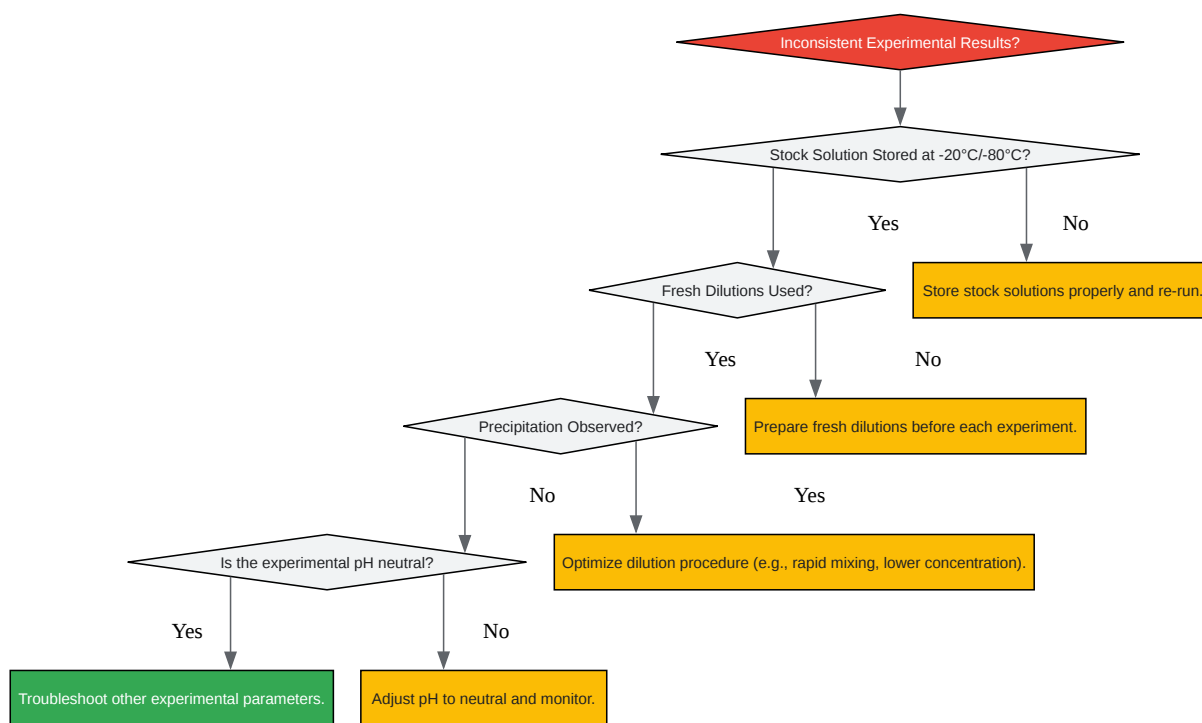 Inconsistent Experimental Results?
Stock Solution Stored at -20°C/-80°C?
Yes
No
Fresh Dilutions Used?
Store stock solutions properly and re-run.
Yes
No
Precipitation Observed?
Prepare fresh dilutions before each experiment.
No
Yes
Is the experimental pH neutral?
Optimize dilution procedure (e.g., rapid mixing, lower concentration).
Yes
No
Troubleshoot other experimental parameters.
Adjust pH to neutral and monitor.